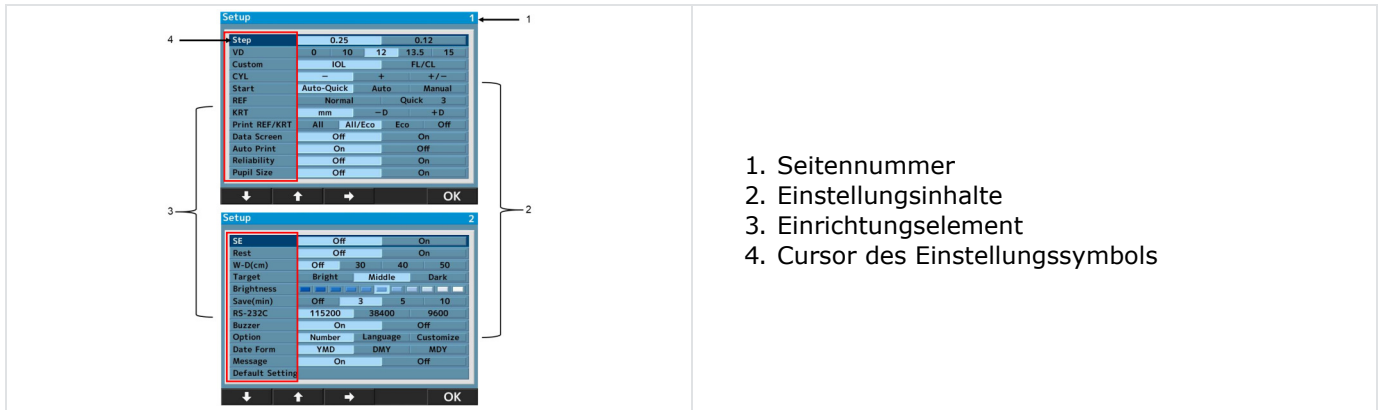 Setup 1
1
4
Step 0.25 0.12
VD 0 10 12 13.5 15
Custom IOL FL/CL
CYL − + +/−
Start Auto-Quick Auto Manual
REF Normal Quick 3
KRT mm −D +D
Print REF/KRT All All/Eco Eco Off
Data Screen Off On
Auto Print On Off
Reliability Off On
Pupil Size Off On
OK
3
2
Setup 2
SE Off On
Rest Off On
W-D(cm) Off 30 40 50
Target Bright Middle Dark
Brightness
Save(min) Off 3 5 10
RS-232C 115200 38400 9600
Buzzer On Off
Option Number Language Customize
Date Form YMD DMY MDY
Message On Off
Default Setting
OK
1. Seitennummer
2. Einstellungsinhalte
3. Einrichtungselement
4. Cursor des Einstellungssymbols